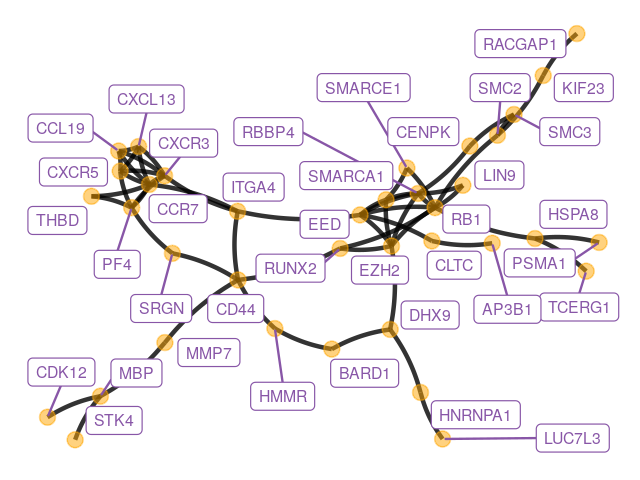 RACGAP1
SMARCE1
SMC2
KIF23
CXCL13
CCL19
RBBP4
CENPK
SMC3
CXCR3
CXCR5
SMARCA1
LIN9
ITGA4
CCR7
THBD
EED
RB1
HSPA8
PF4
RUNX2
EZH2
CLTC
PSMA1
SRGN
CD44
DHX9
AP3B1
TCERG1
MMP7
CDK12
MBP
BARD1
HMMR
STK4
HNRNPA1
LUC7L3